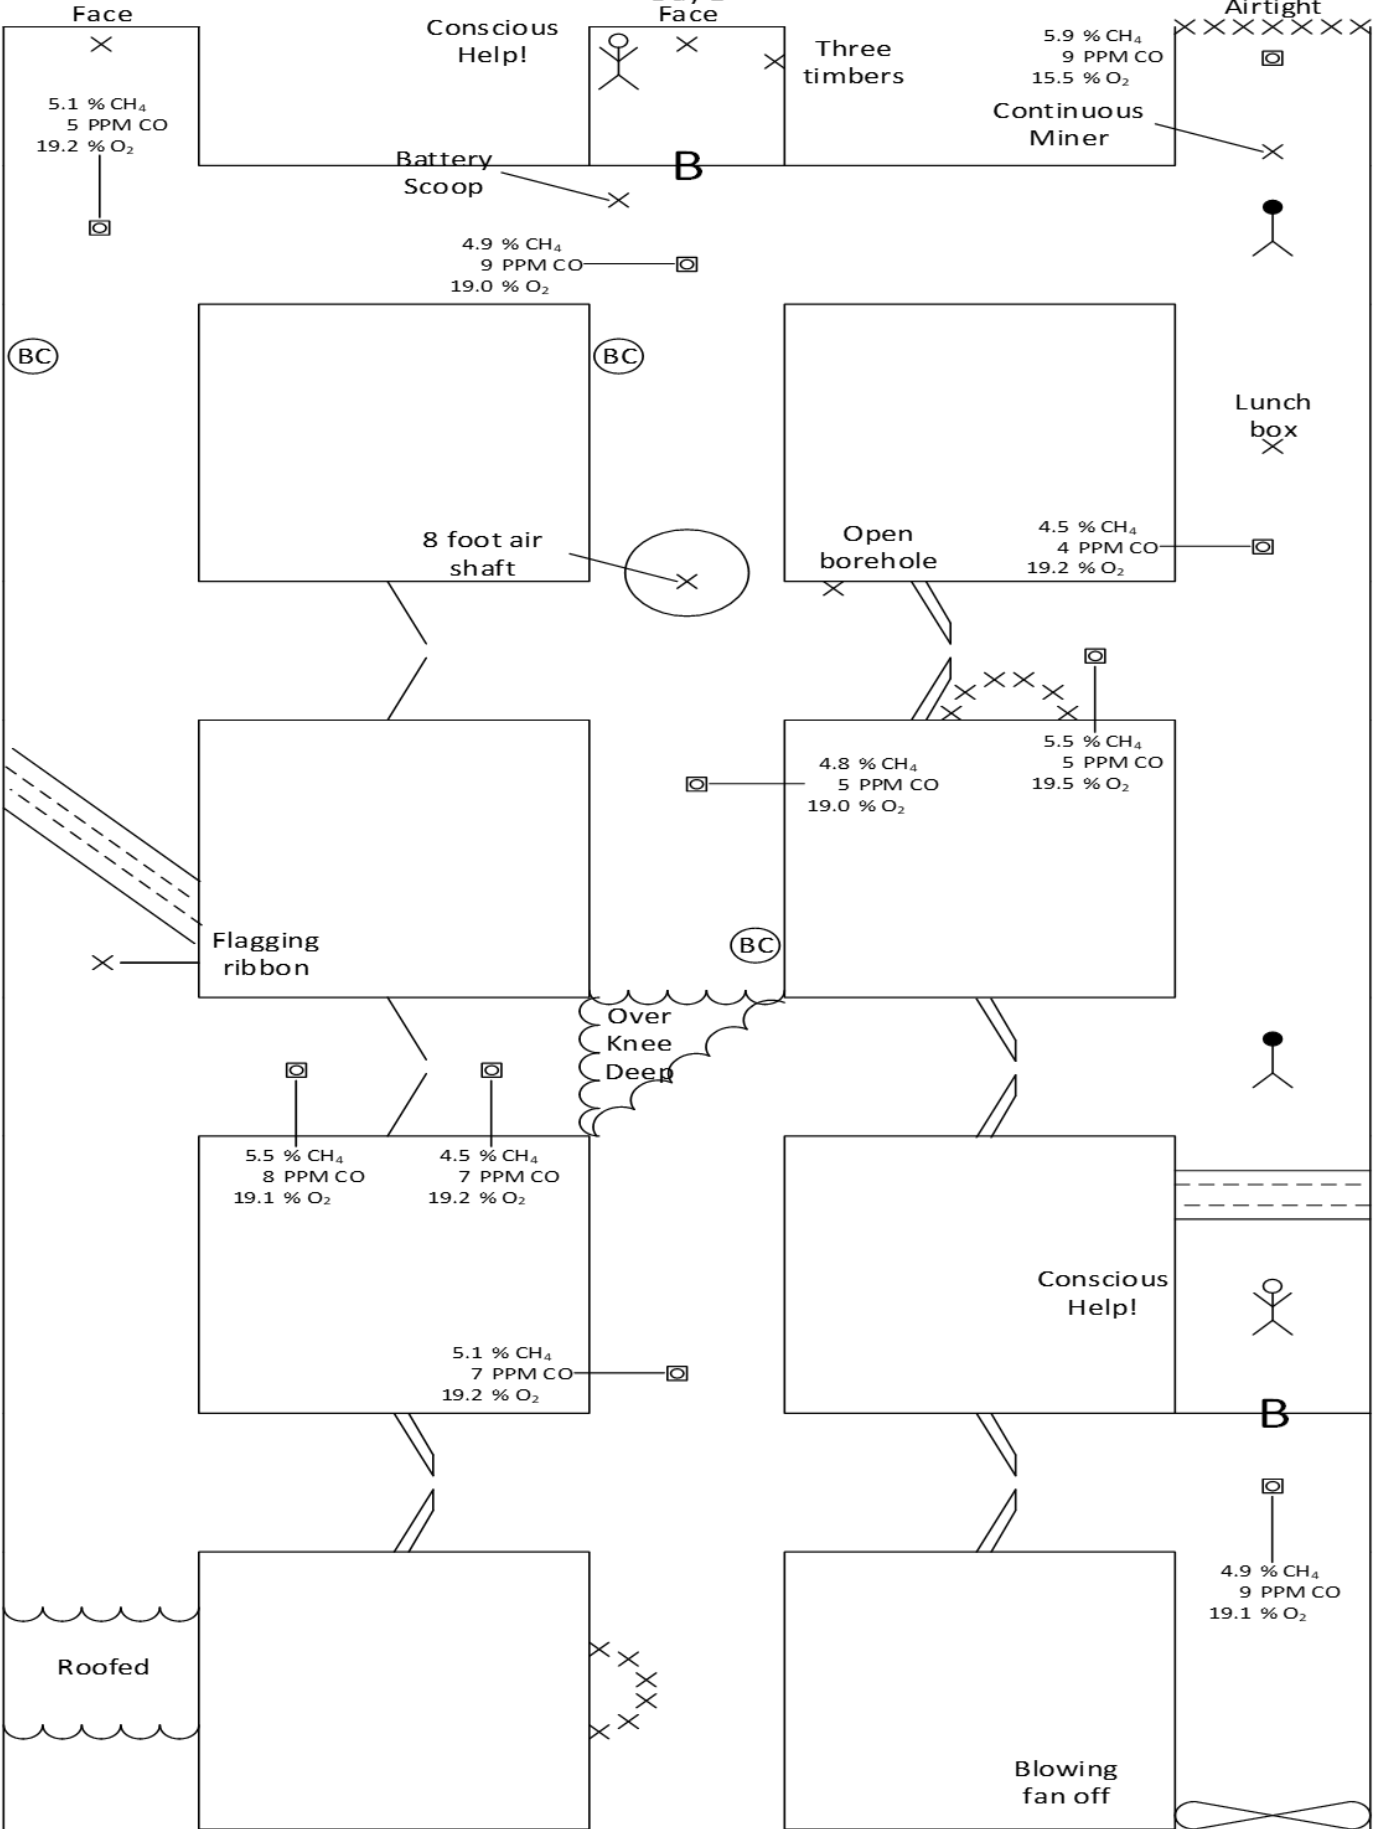 Face
Conscious
Help!
Face
Three
timbers
Airtight
5.9 % CH₄
9 PPM CO
15.5 % O₂
Continuous
Miner
5.1 % CH₄
5 PPM CO
19.2 % O₂
Battery
Scoop
B
4.9 % CH₄
9 PPM CO
19.0 % O₂
BC
BC
Lunch
box
8 foot air
shaft
Open
borehole
4.5 % CH₄
4 PPM CO
19.2 % O₂
4.8 % CH₄
5 PPM CO
19.0 % O₂
5.5 % CH₄
5 PPM CO
19.5 % O₂
Flagging
ribbon
BC
Over
Knee
Deep
5.5 % CH₄
8 PPM CO
19.1 % O₂
4.5 % CH₄
7 PPM CO
19.2 % O₂
Conscious
Help!
5.1 % CH₄
7 PPM CO
19.2 % O₂
B
4.9 % CH₄
9 PPM CO
19.1 % O₂
Roofed
Blowing
fan off